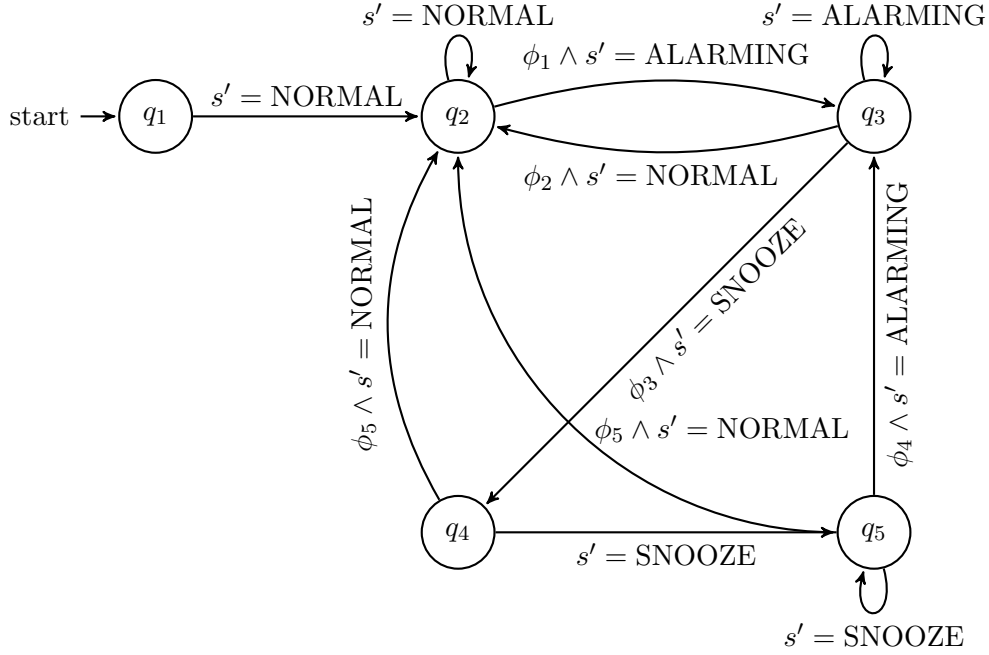 s′ = NORMAL
s′ = ALARMING
ϕ₁ ∧ s′ = ALARMING
start
q₁
s′ = NORMAL
q₂
q₃
ϕ₂ ∧ s′ = NORMAL
ϕ₅ ∧ s′ = NORMAL
ϕ₃ ∧ s′ = SNOOZE
ϕ₄ ∧ s′ = ALARMING
ϕ₅ ∧ s′ = NORMAL
q₄
q₅
s′ = SNOOZE
s′ = SNOOZE